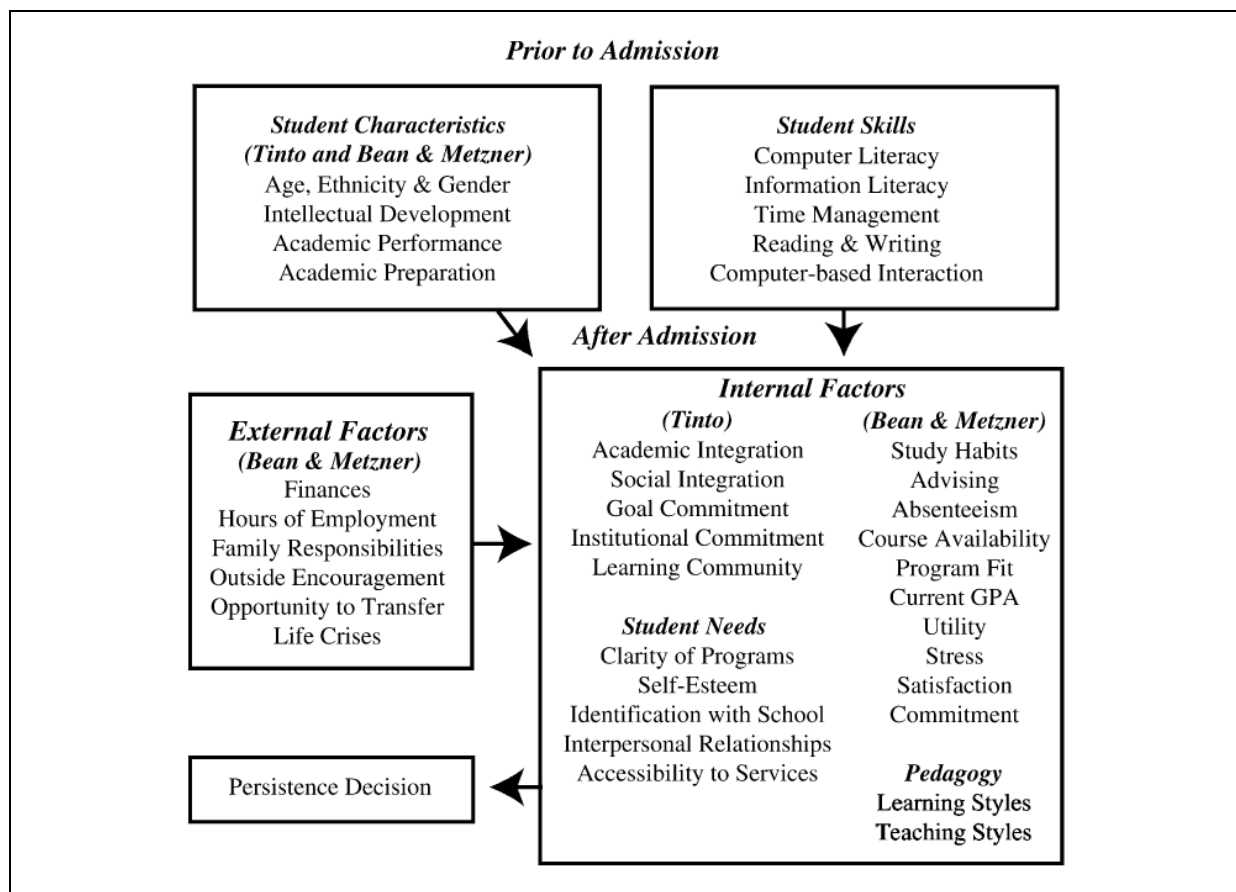 Prior to Admission
Student Characteristics
(Tinto and Bean & Metzner)
Age, Ethnicity & Gender
Intellectual Development
Academic Performance
Academic Preparation
Student Skills
Computer Literacy
Information Literacy
Time Management
Reading & Writing
Computer-based Interaction
After Admission
External Factors
(Bean & Metzner)
Finances
Hours of Employment
Family Responsibilities
Outside Encouragement
Opportunity to Transfer
Life Crises
Internal Factors
(Tinto)
Academic Integration
Social Integration
Goal Commitment
Institutional Commitment
Learning Community
Student Needs
Clarity of Programs
Self-Esteem
Identification with School
Interpersonal Relationships
Accessibility to Services
(Bean & Metzner)
Study Habits
Advising
Absenteeism
Course Availability
Program Fit
Current GPA
Utility
Stress
Satisfaction
Commitment
Pedagogy
Learning Styles
Teaching Styles
Persistence Decision